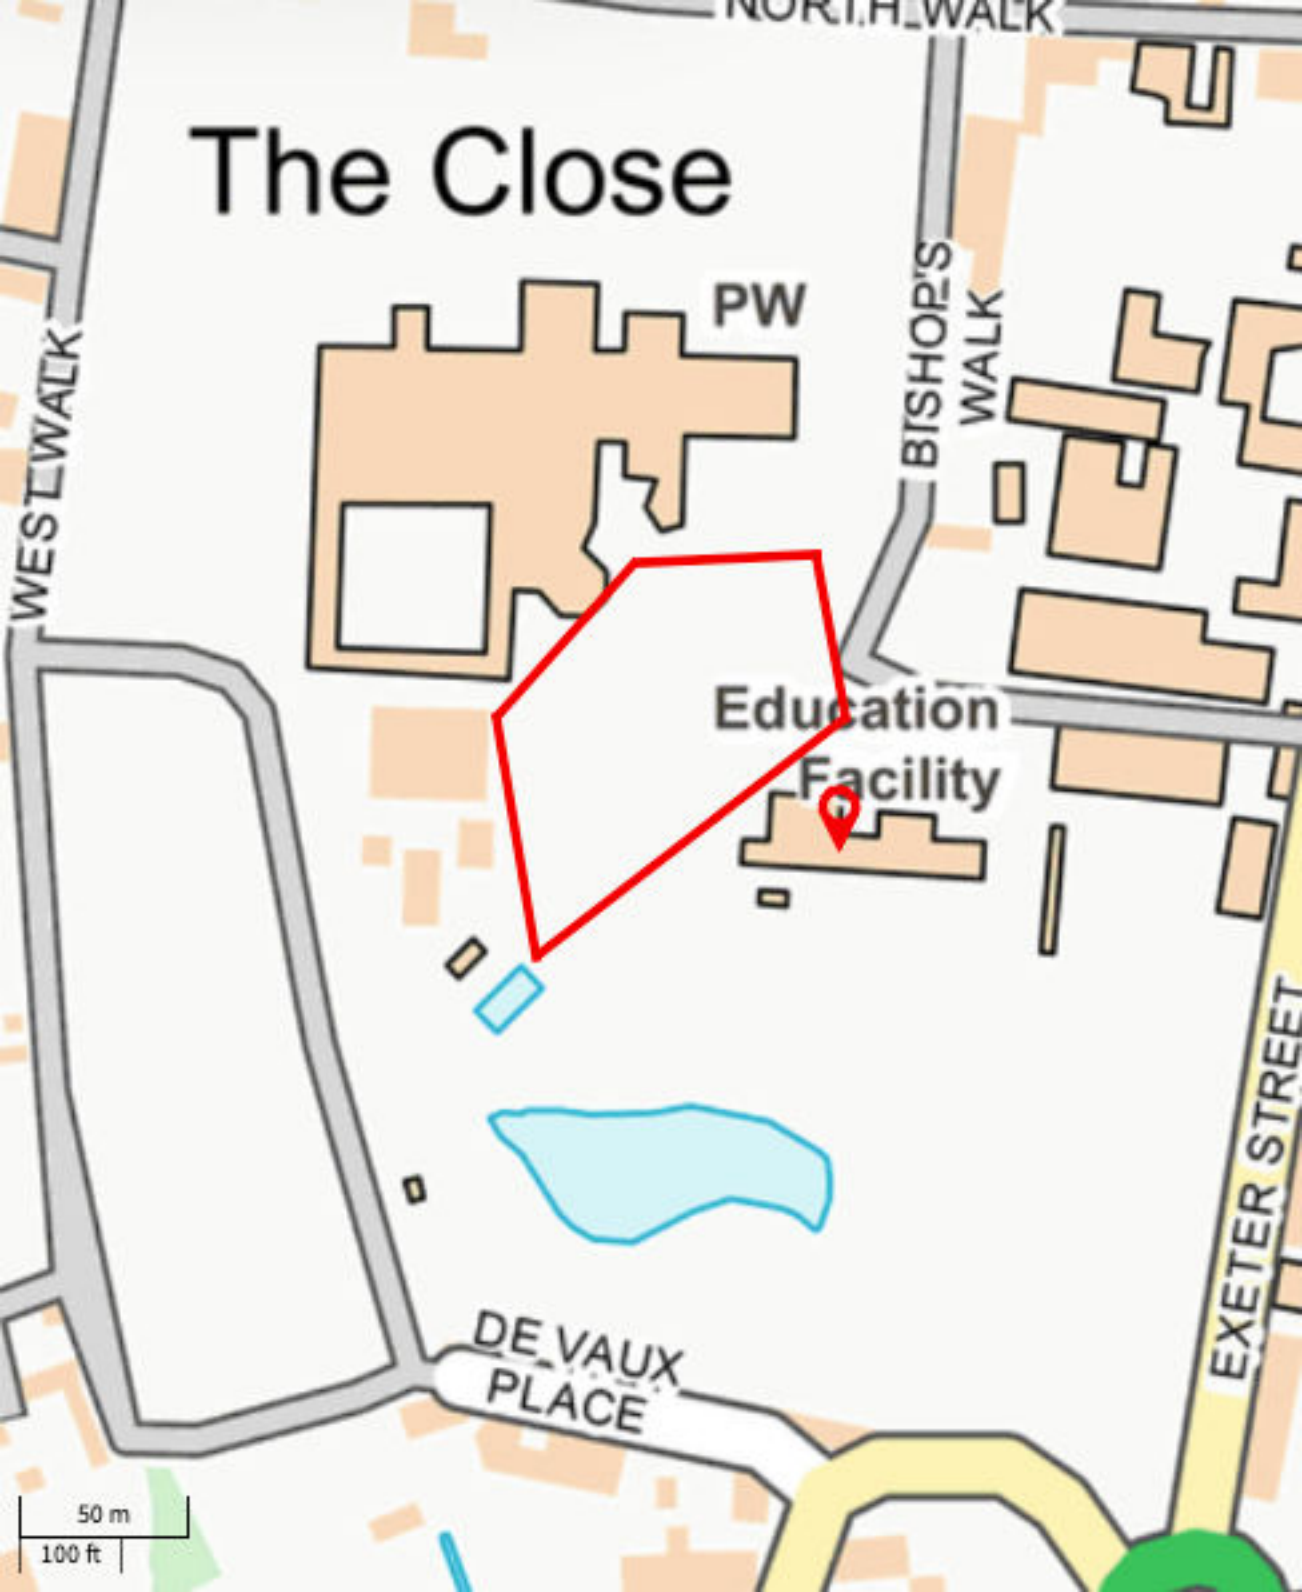 NORTH WALK
The Close
PW
BISHOP'S
WALK
WEST WALK
Education
Facility
EXETER STREET
DE VAUX
PLACE
50 m
100 ft